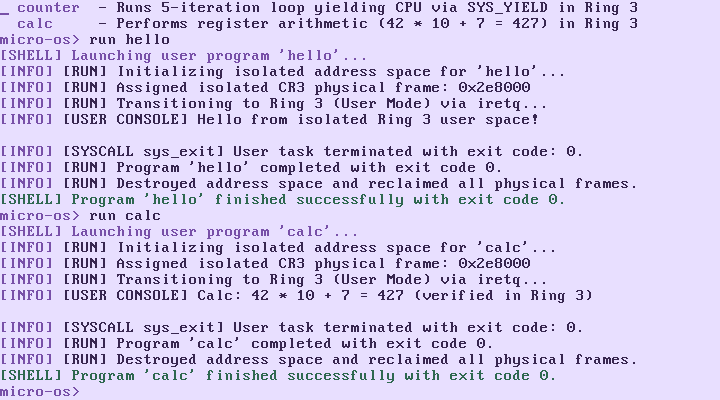 _ counter  - Runs 5-iteration loop yielding CPU via SYS_YIELD in Ring 3
  calc     - Performs register arithmetic (42 * 10 + 7 = 427) in Ring 3
micro-os> run hello
[SHELL] Launching user program 'hello'...
[INFO] [RUN] Initializing isolated address space for 'hello'...
[INFO] [RUN] Assigned isolated CR3 physical frame: 0x2e8000
[INFO] [RUN] Transitioning to Ring 3 (User Mode) via iretq...
[INFO] [USER CONSOLE] Hello from isolated Ring 3 user space!
[INFO] [SYSCALL sys_exit] User task terminated with exit code: 0.
[INFO] [RUN] Program 'hello' completed with exit code 0.
[INFO] [RUN] Destroyed address space and reclaimed all physical frames.
[SHELL] Program 'hello' finished successfully with exit code 0.
micro-os> run calc
[SHELL] Launching user program 'calc'...
[INFO] [RUN] Initializing isolated address space for 'calc'...
[INFO] [RUN] Assigned isolated CR3 physical frame: 0x2e8000
[INFO] [RUN] Transitioning to Ring 3 (User Mode) via iretq...
[INFO] [USER CONSOLE] Calc: 42 * 10 + 7 = 427 (verified in Ring 3)
[INFO] [SYSCALL sys_exit] User task terminated with exit code: 0.
[INFO] [RUN] Program 'calc' completed with exit code 0.
[INFO] [RUN] Destroyed address space and reclaimed all physical frames.
[SHELL] Program 'calc' finished successfully with exit code 0.
micro-os>